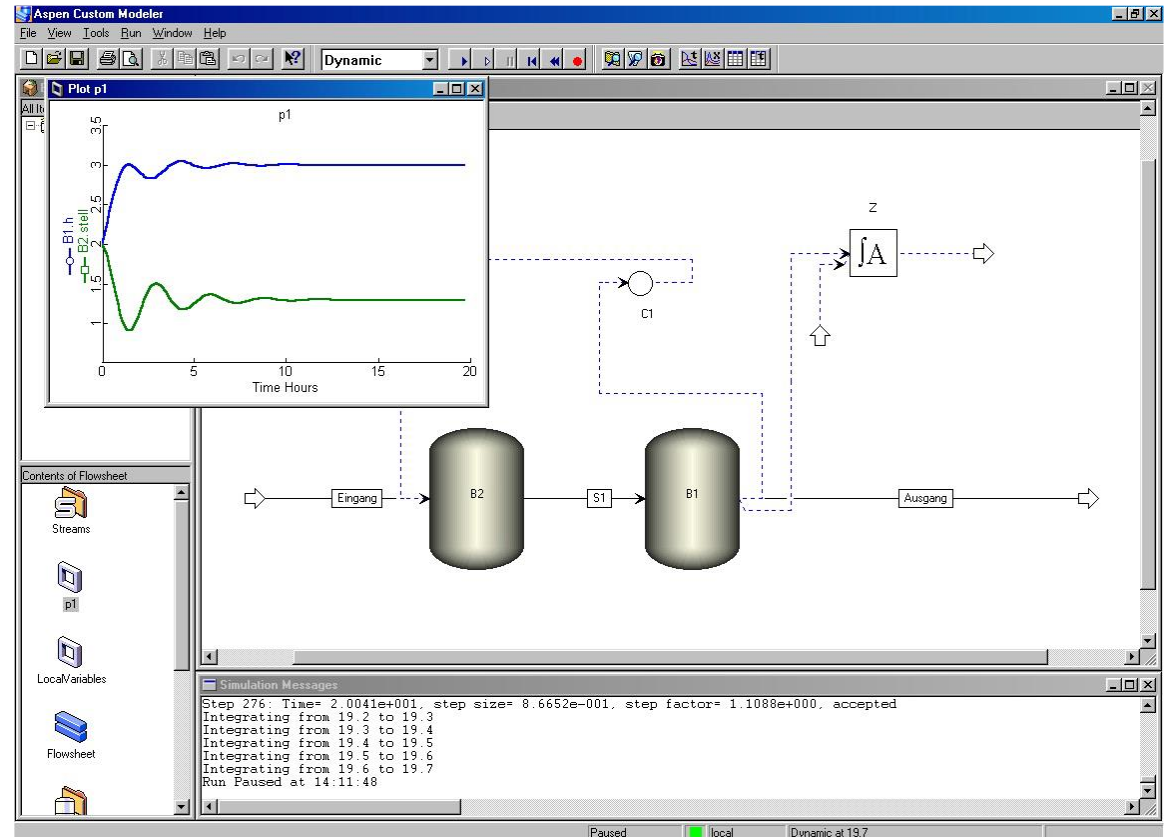 Aspen Custom Modeler
File View Tools Run Window Help
Dynamic
Plot p1
All Ite
p1
3.5
3
2.5
2
1.5
1
B1.h
B2.stell
0 5 10 15 20
Time Hours
Z
∫A
C1
Eingang
B2
S1
B1
Ausgang
Contents of Flowsheet
Streams
p1
LocalVariables
Flowsheet
Simulation Messages
Step 276: Time= 2.0041e+001, step size= 8.6652e-001, step factor= 1.1088e+000, accepted
Integrating from 19.2 to 19.3
Integrating from 19.3 to 19.4
Integrating from 19.4 to 19.5
Integrating from 19.5 to 19.6
Integrating from 19.6 to 19.7
Run Paused at 14:11:48
Paused local Dynamic at 19.7